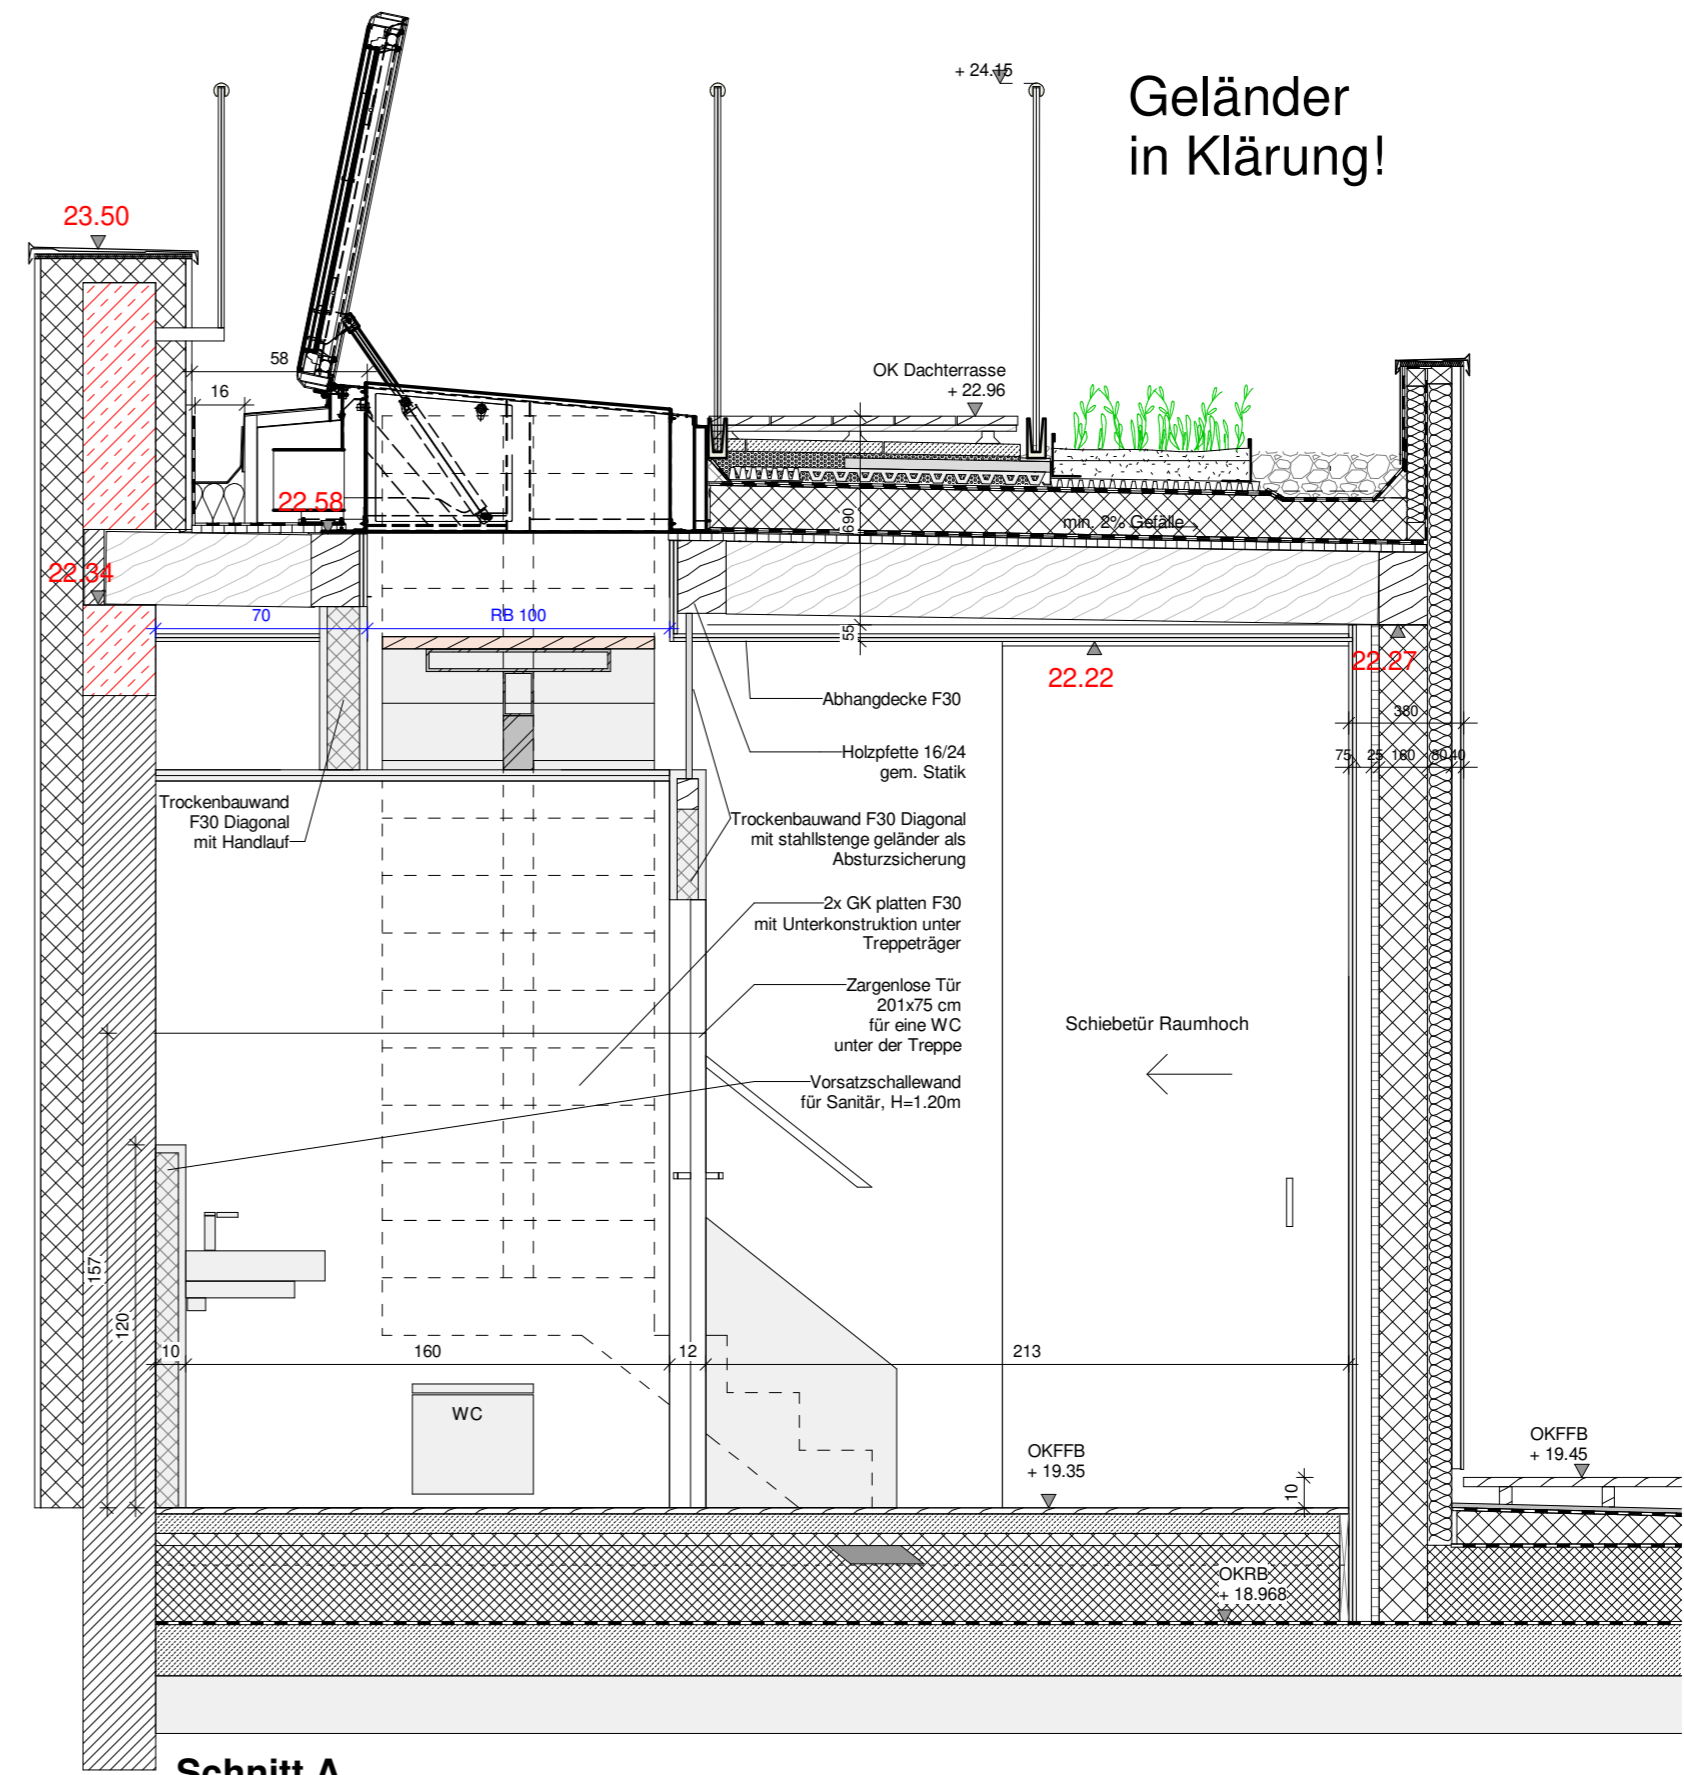 + 24.15
Geländer
in Klärung!
23.50
58
16
OK Dachterrasse
+ 22.96
22.58
690
min. 2% Gefälle
22.34
70
RB 100
55
22.22
22.27
Abhangdecke F30
380
Holzpfette 16/24
gem. Statik
75 25 160 80 40
Trockenbauwand
F30 Diagonal
mit Handlauf
Trockenbauwand F30 Diagonal
mit stahllstenge geländer als
Absturzsicherung
2x GK platten F30
mit Unterkonstruktion unter
Treppeträger
Zargenlose Tür
201x75 cm
für eine WC
unter der Treppe
Schiebetür Raumhoch
Vorsatzschallewand
für Sanitär, H=1.20m
157
120
10
160
12
213
WC
OKFFB
+ 19.35
10
OKFFB
+ 19.45
OKRB
+ 18.968
Schnitt A